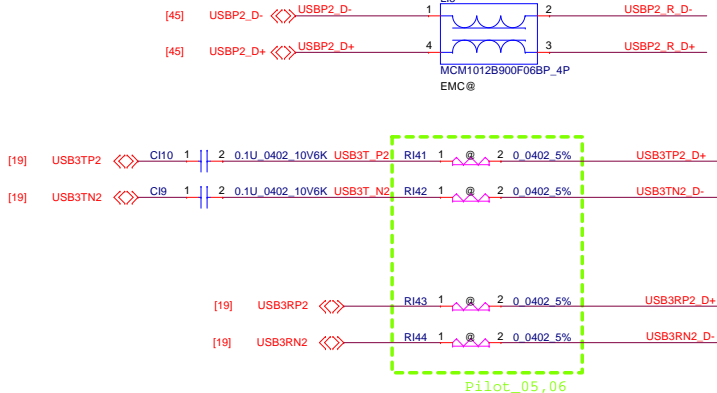 [45] USBP2_D- USBP2_D- 1 2 USBP2_R_D-
[45] USBP2_D+ USBP2_D+ 4 3 USBP2_R_D+
MCM1012B900F06BP_4P
EMC@
[19] USB3TP2 CI10 1 2 0.1U_0402_10V6K USB3T_P2 RI41 1 @ 2 0_0402_5% USB3TP2_D+
[19] USB3TN2 CI9 1 2 0.1U_0402_10V6K USB3T_N2 RI42 1 @ 2 0_0402_5% USB3TN2_D-
[19] USB3RP2 RI43 1 @ 2 0_0402_5% USB3RP2_D+
[19] USB3RN2 RI44 1 @ 2 0_0402_5% USB3RN2_D-
Pilot_05,06